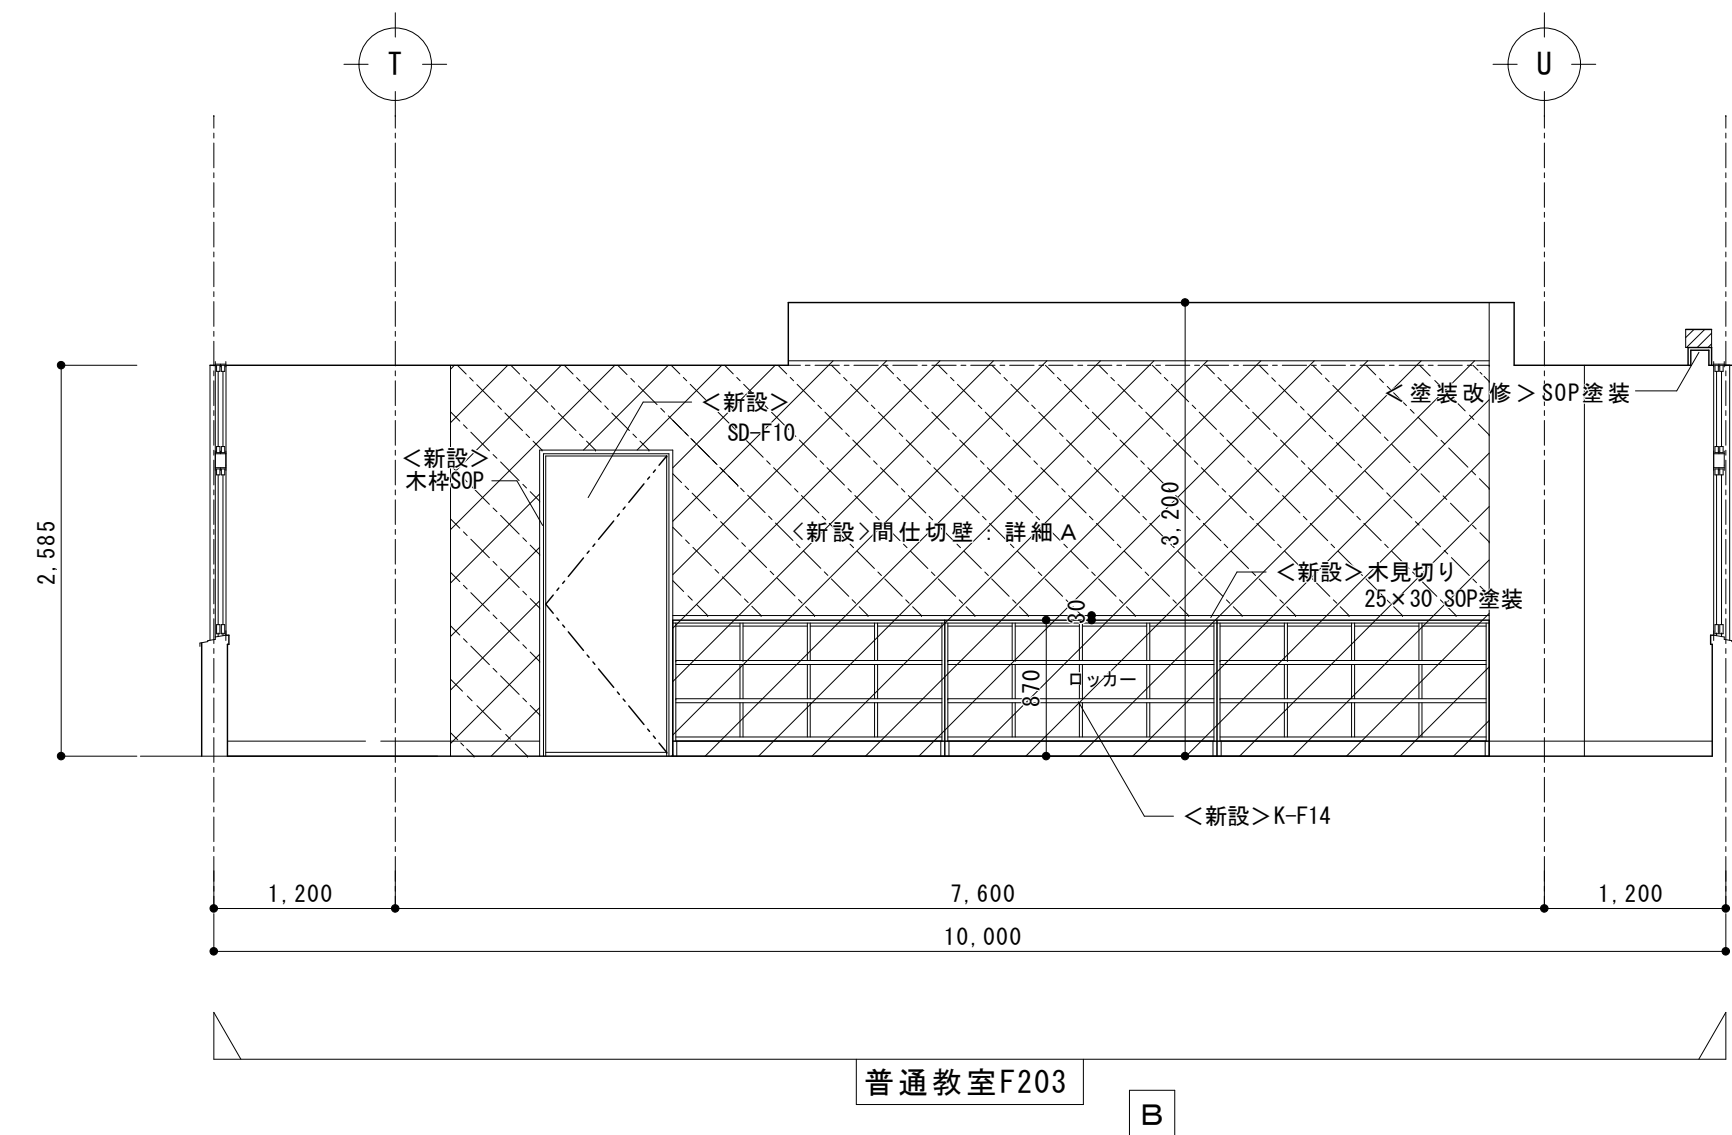 T
U
<新設>
SD-F10
<新設>
木枠SOP
<塗装改修>SOP塗装
2,585
3,200
<新設>間仕切壁：詳細A
<新設>木見切り
25×30 SOP塗装
30
870
ロッカー
<新設>K-F14
1,200
7,600
1,200
10,000
普通教室F203
B